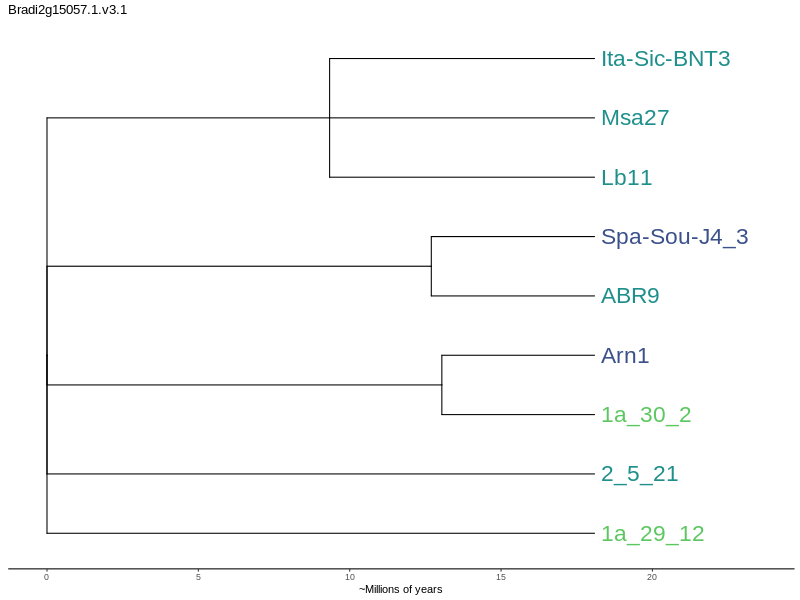 Bradi2g15057.1.v3.1
Ita-Sic-BNT3
Msa27
Lb11
Spa-Sou-J4_3
ABR9
Arn1
1a_30_2
2_5_21
1a_29_12
0 5 10 15 20
~Millions of years